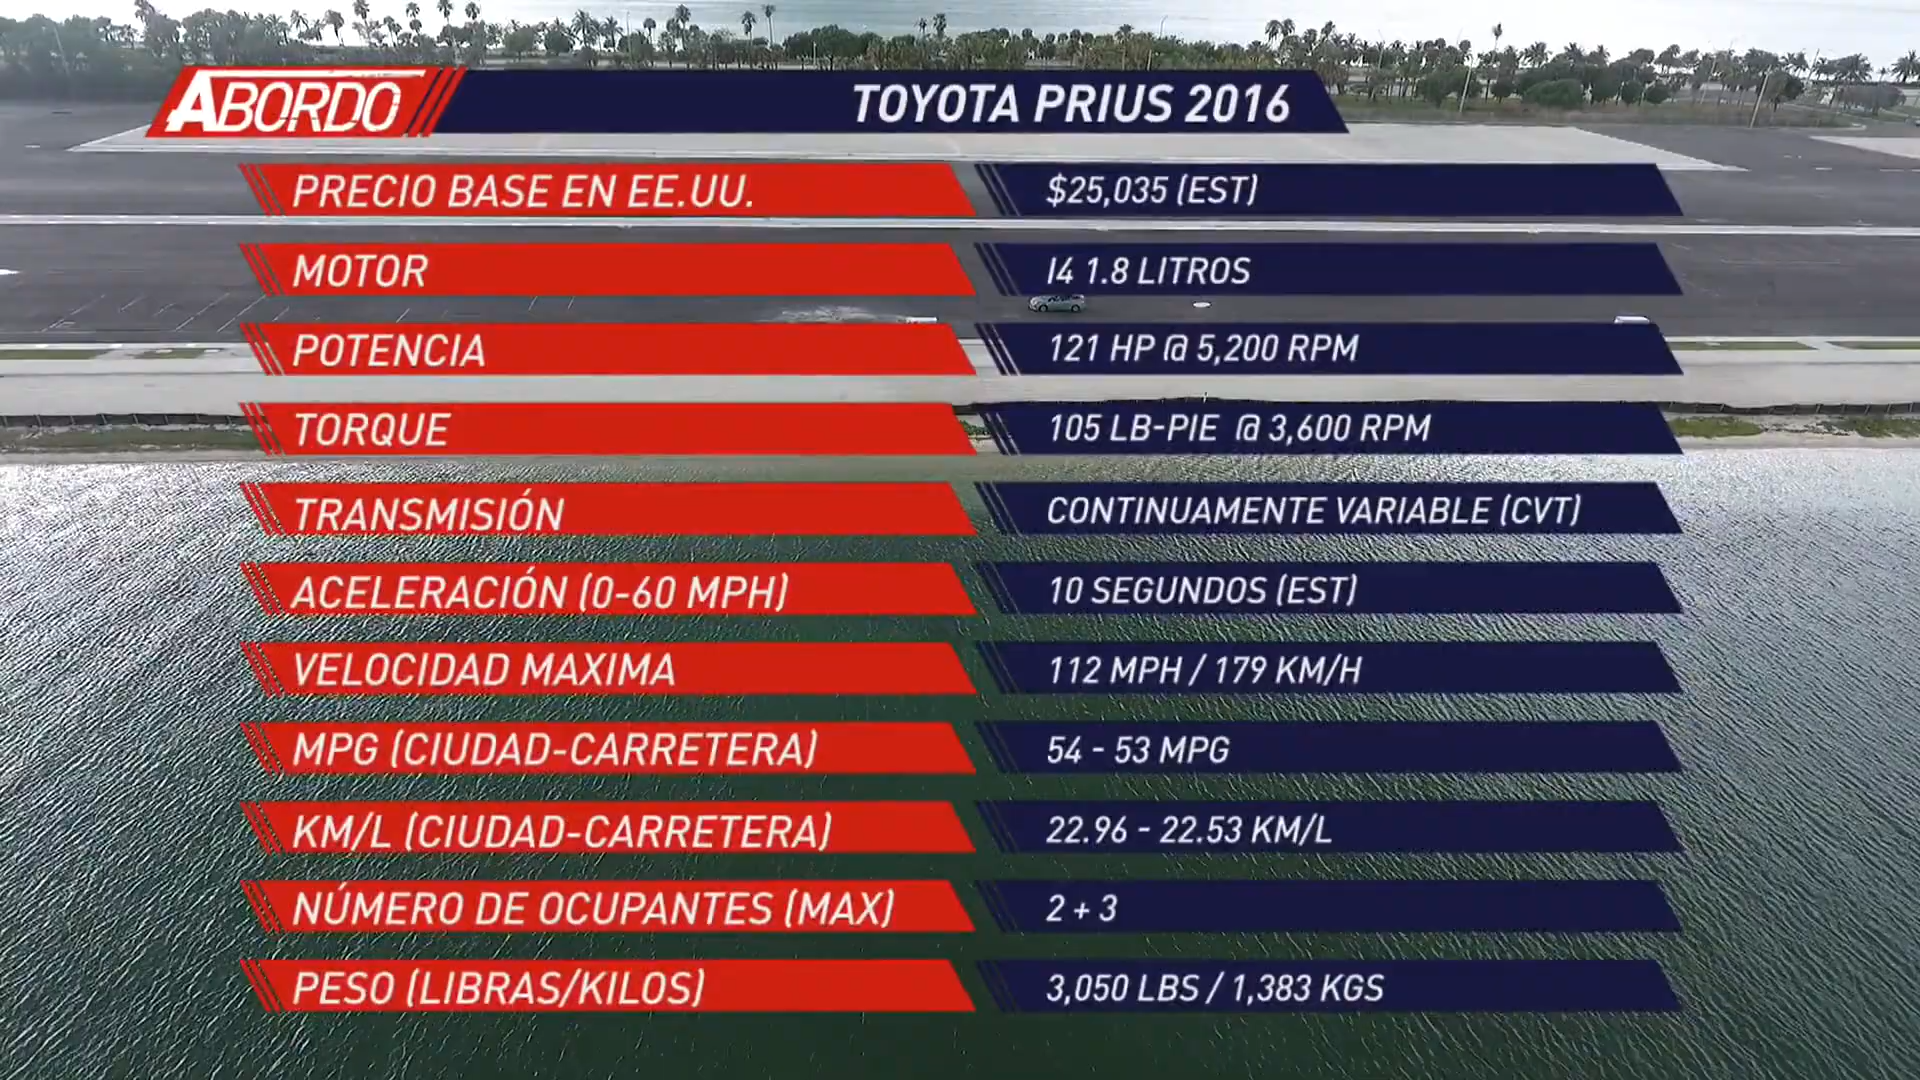 ABORDO
TOYOTA PRIUS 2016
PRECIO BASE EN EE.UU.
$25,035 (EST)
MOTOR
I4 1.8 LITROS
POTENCIA
121 HP @ 5,200 RPM
TORQUE
105 LB-PIE @ 3,600 RPM
TRANSMISIÓN
CONTINUAMENTE VARIABLE (CVT)
ACELERACIÓN (0-60 MPH)
10 SEGUNDOS (EST)
VELOCIDAD MAXIMA
112 MPH / 179 KM/H
MPG (CIUDAD-CARRETERA)
54 - 53 MPG
KM/L (CIUDAD-CARRETERA)
22.96 - 22.53 KM/L
NÚMERO DE OCUPANTES (MAX)
2 + 3
PESO (LIBRAS/KILOS)
3,050 LBS / 1,383 KGS